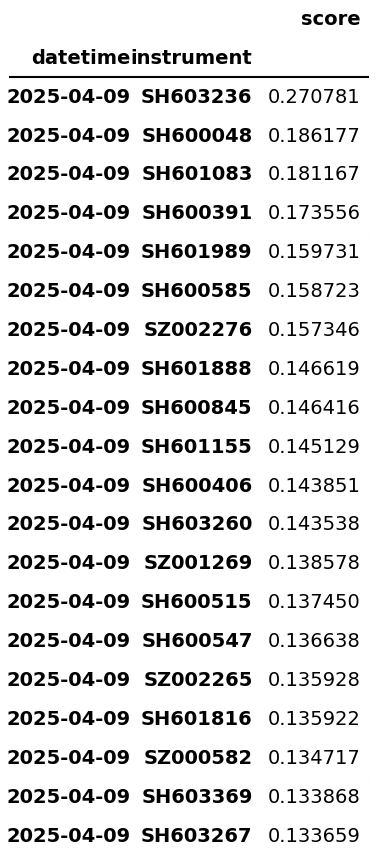 score
datetime instrument
2025-04-09 SH603236 0.270781
2025-04-09 SH600048 0.186177
2025-04-09 SH601083 0.181167
2025-04-09 SH600391 0.173556
2025-04-09 SH601989 0.159731
2025-04-09 SH600585 0.158723
2025-04-09 SZ002276 0.157346
2025-04-09 SH601888 0.146619
2025-04-09 SH600845 0.146416
2025-04-09 SH601155 0.145129
2025-04-09 SH600406 0.143851
2025-04-09 SH603260 0.143538
2025-04-09 SZ001269 0.138578
2025-04-09 SH600515 0.137450
2025-04-09 SH600547 0.136638
2025-04-09 SZ002265 0.135928
2025-04-09 SH601816 0.135922
2025-04-09 SZ000582 0.134717
2025-04-09 SH603369 0.133868
2025-04-09 SH603267 0.133659